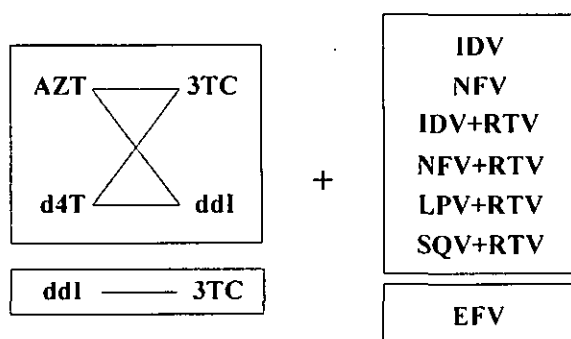 AZT 3TC
d4T ddI
ddI 3TC
+
IDV
NFV
IDV+RTV
NFV+RTV
LPV+RTV
SQV+RTV
EFV